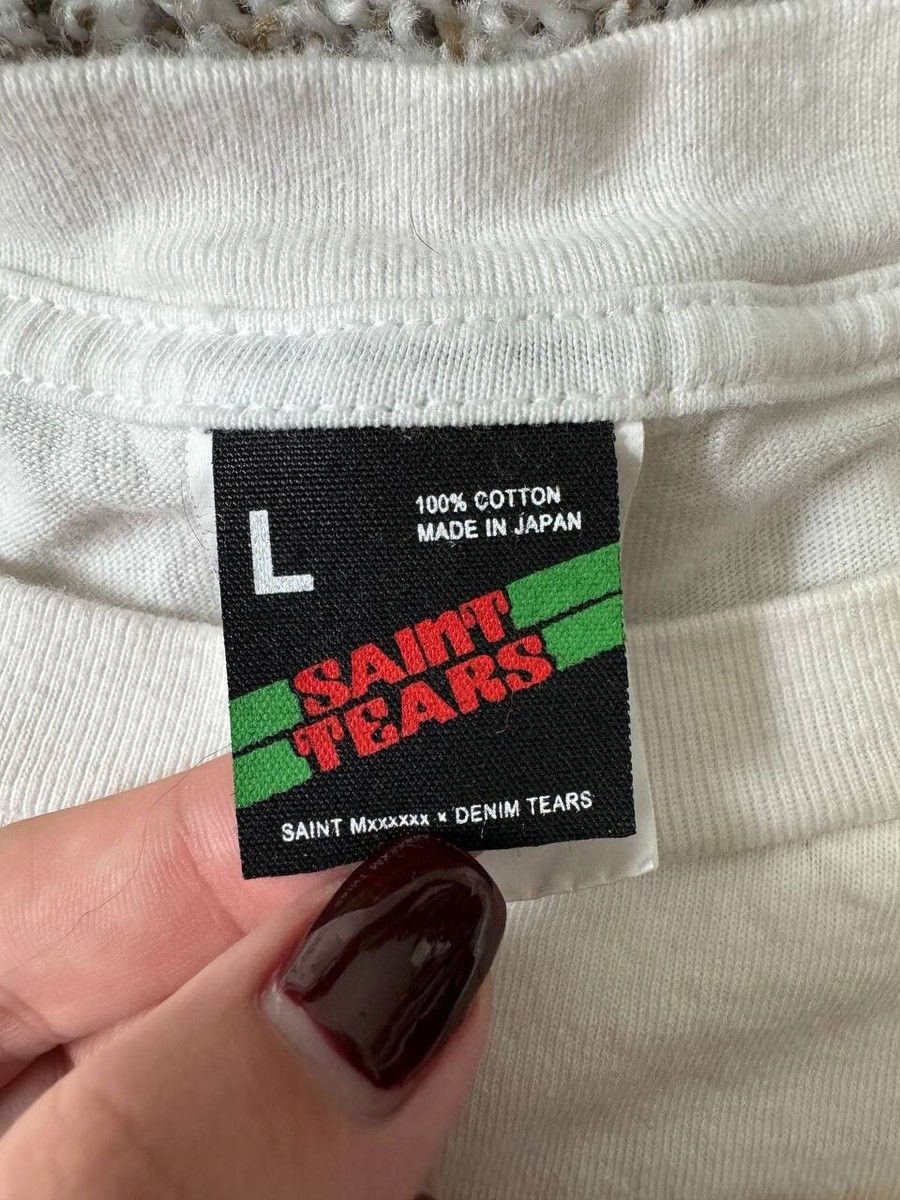 L
100% COTTON
MADE IN JAPAN
SAINT
TEARS
SAINT Mxxxxxx × DENIM TEARS